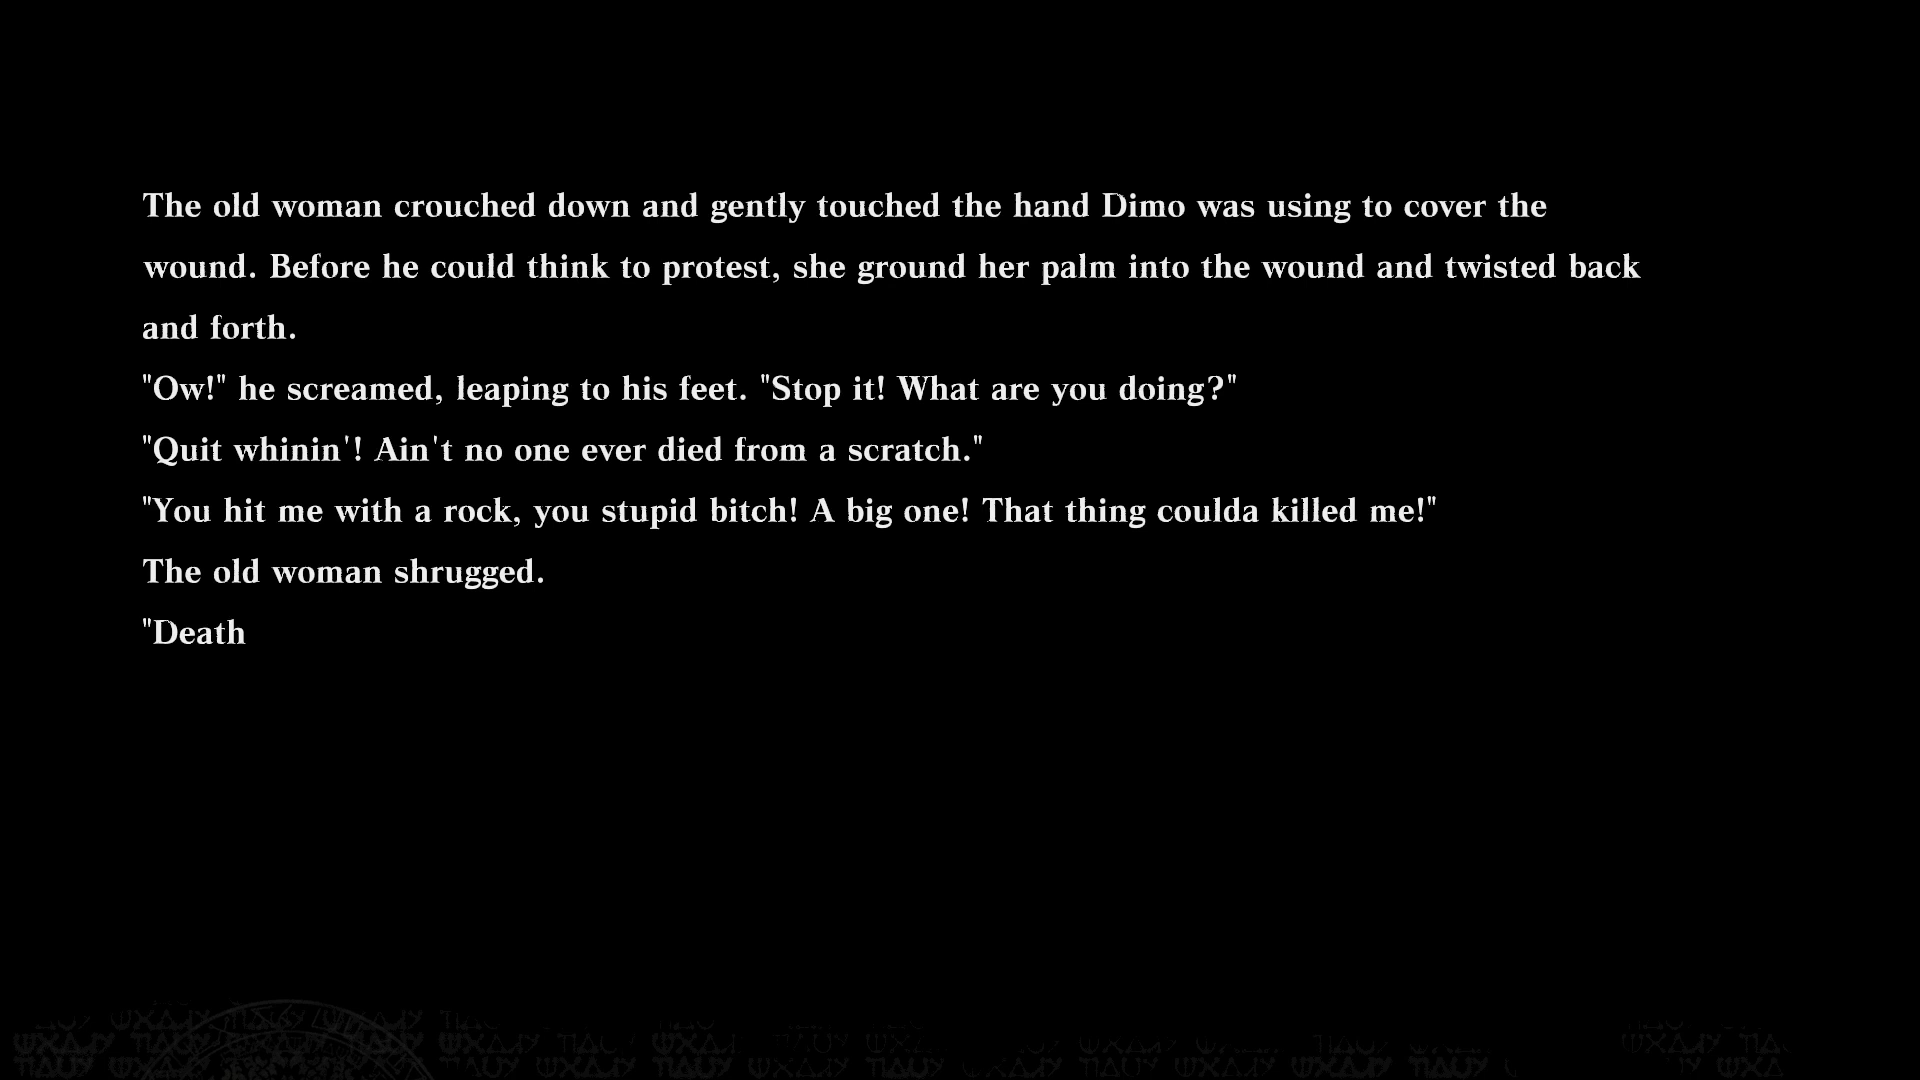 The old woman crouched down and gently touched the hand Dimo was using to cover the
wound. Before he could think to protest, she ground her palm into the wound and twisted back
and forth.
"Ow!" he screamed, leaping to his feet. "Stop it! What are you doing?"
"Quit whinin'! Ain't no one ever died from a scratch."
"You hit me with a rock, you stupid bitch! A big one! That thing coulda killed me!"
The old woman shrugged.
"Death